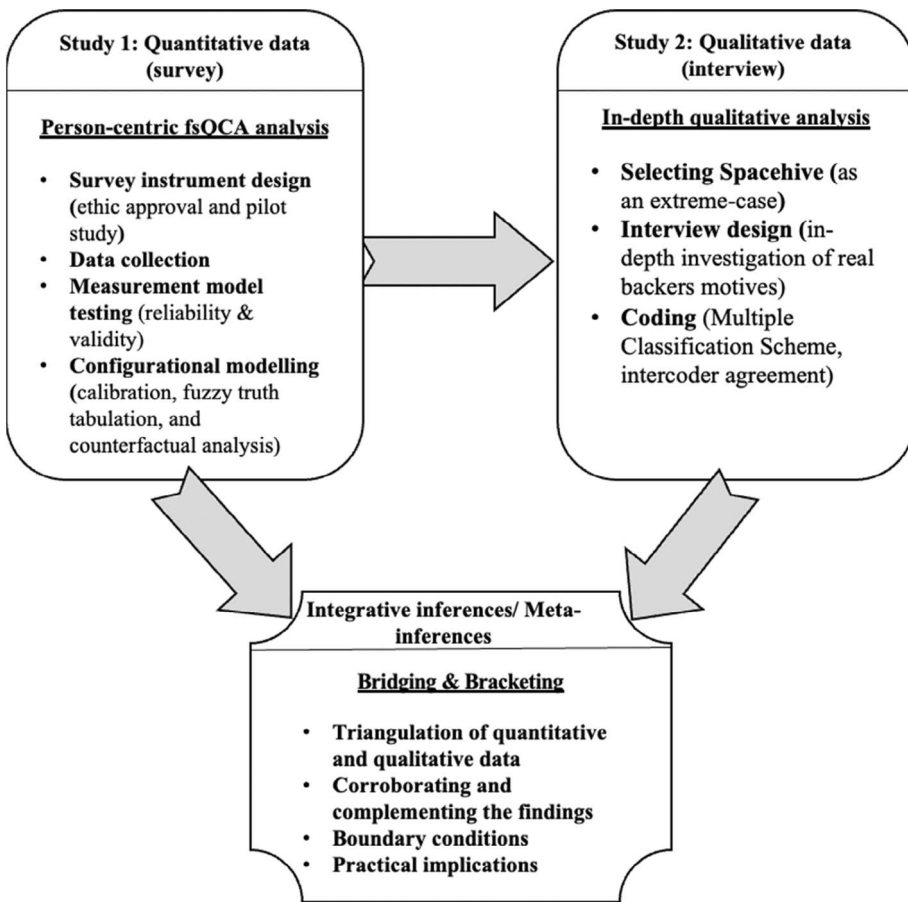 Study 1: Quantitative data
(survey)
Person-centric fsQCA analysis
• Survey instrument design
(ethic approval and pilot
study)
• Data collection
• Measurement model
testing (reliability &
validity)
• Configurational modelling
(calibration, fuzzy truth
tabulation, and
counterfactual analysis)
Study 2: Qualitative data
(interview)
In-depth qualitative analysis
• Selecting Spacehive (as
an extreme-case)
• Interview design (in-
depth investigation of real
backers motives)
• Coding (Multiple
Classification Scheme,
intercoder agreement)
Integrative inferences/ Meta-
inferences
Bridging & Bracketing
• Triangulation of quantitative
and qualitative data
• Corroborating and
complementing the findings
• Boundary conditions
• Practical implications